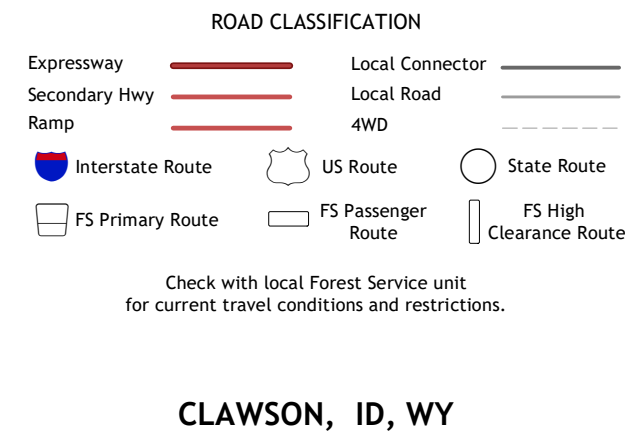 ROAD CLASSIFICATION
Expressway
Local Connector
Secondary Hwy
Local Road
Ramp
4WD
Interstate Route
US Route
State Route
FS Primary Route
FS Passenger
Route
FS High
Clearance Route
Check with local Forest Service unit
for current travel conditions and restrictions.
CLAWSON, ID, WY